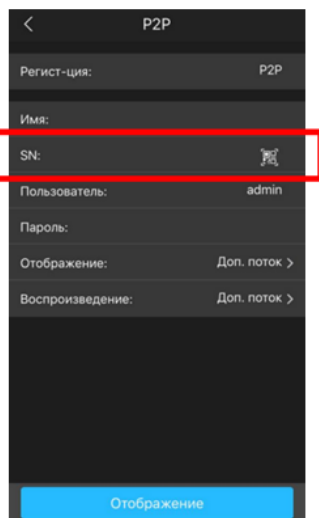 P2P
Регист-ция: P2P
Имя:
SN:
Пользователь: admin
Пароль:
Отображение: Доп. поток
Воспроизведение: Доп. поток
Отображение